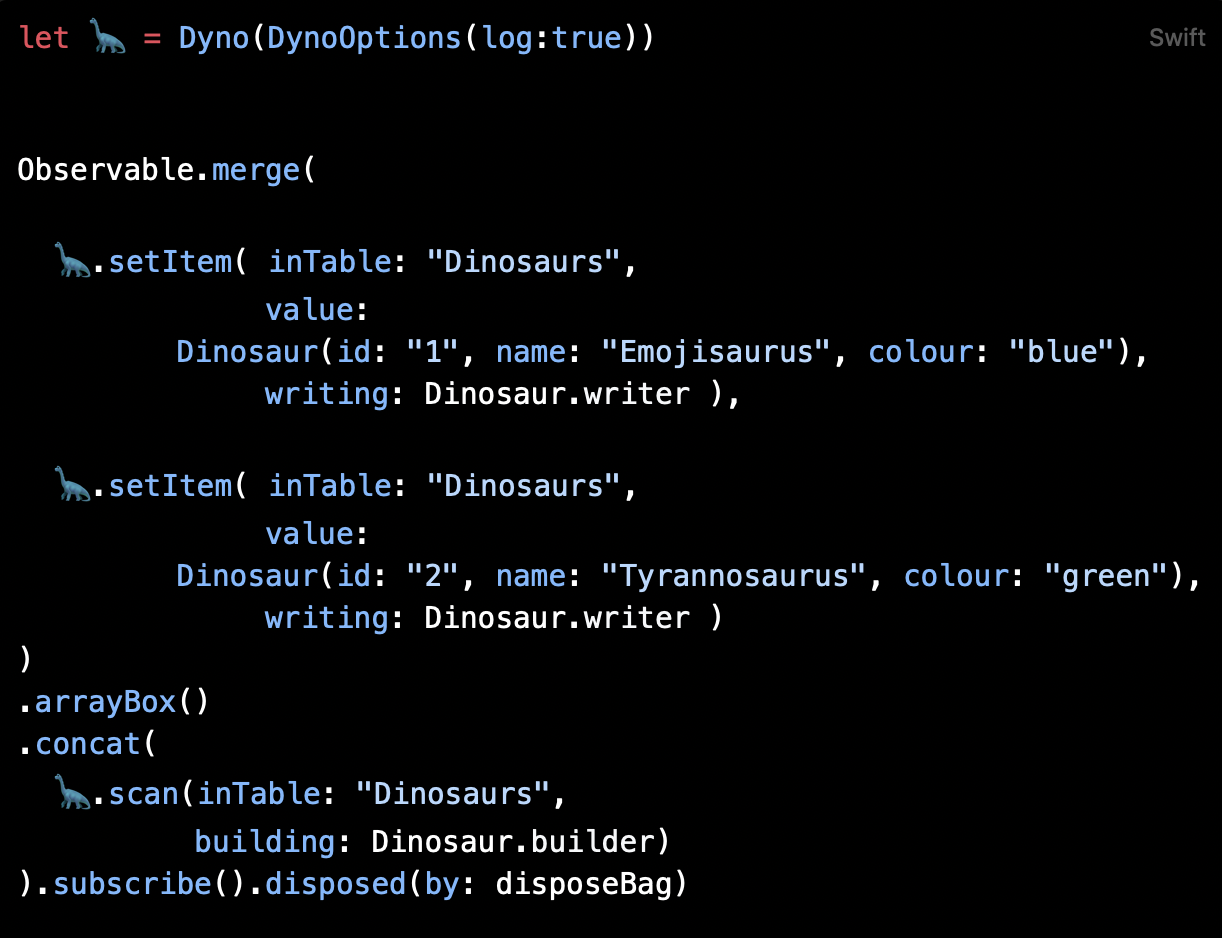 let 🦕 = Dyno(DynoOptions(log:true))
Swift
Observable.merge(
🦕.setItem( inTable: "Dinosaurs",
value:
Dinosaur(id: "1", name: "Emojisaurus", colour: "blue"),
writing: Dinosaur.writer ),
🦕.setItem( inTable: "Dinosaurs",
value:
Dinosaur(id: "2", name: "Tyrannosaurus", colour: "green"),
writing: Dinosaur.writer )
)
.arrayBox()
.concat(
🦕.scan(inTable: "Dinosaurs",
building: Dinosaur.builder)
).subscribe().disposed(by: disposeBag)